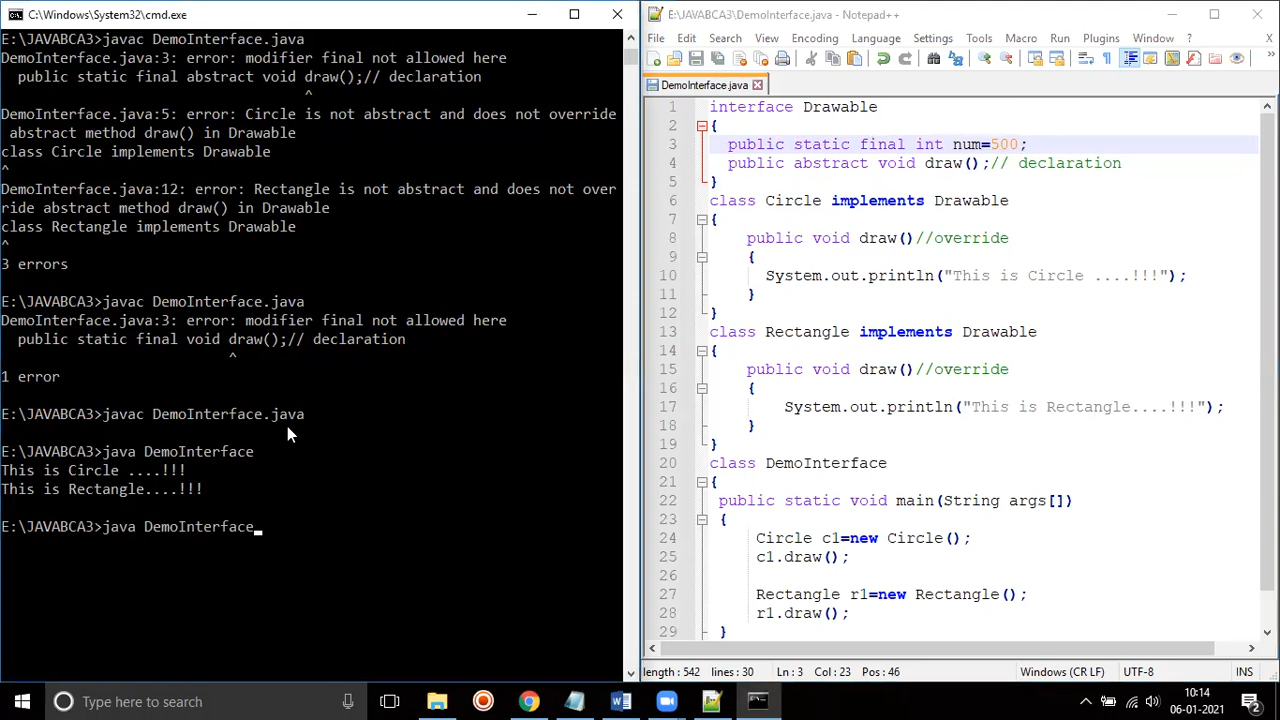 C:\Windows\System32\cmd.exe
E:\JAVABCA3>javac DemoInterface.java
DemoInterface.java:3: error: modifier final not allowed here
public static final abstract void draw();// declaration
^
DemoInterface.java:5: error: Circle is not abstract and does not override
abstract method draw() in Drawable
class Circle implements Drawable
^
DemoInterface.java:12: error: Rectangle is not abstract and does not over
ride abstract method draw() in Drawable
class Rectangle implements Drawable
^
3 errors
E:\JAVABCA3>javac DemoInterface.java
DemoInterface.java:3: error: modifier final not allowed here
public static final void draw();// declaration
^
1 error
E:\JAVABCA3>javac DemoInterface.java
E:\JAVABCA3>java DemoInterface
This is Circle ....!!!
This is Rectangle....!!!
E:\JAVABCA3>java DemoInterface_
E:\JAVABCA3\DemoInterface.java - Notepad++
File Edit Search View Encoding Language Settings Tools Macro Run Plugins Window ? X
DemoInterface.java
1 interface Drawable
2 {
3 public static final int num=500;
4 public abstract void draw();// declaration
5 }
6 class Circle implements Drawable
7 {
8 public void draw()//override
9 {
10 System.out.println("This is Circle ....!!!");
11 }
12 }
13 class Rectangle implements Drawable
14 {
15 public void draw()//override
16 {
17 System.out.println("This is Rectangle....!!!");
18 }
19 }
20 class DemoInterface
21 {
22 public static void main(String args[])
23 {
24 Circle c1=new Circle();
25 c1.draw();
26
27 Rectangle r1=new Rectangle();
28 r1.draw();
29 }
length : 542 lines : 30 Ln : 3 Col : 23 Pos : 46 Windows (CR LF) UTF-8 INS
Type here to search
10:14
06-01-2021
2